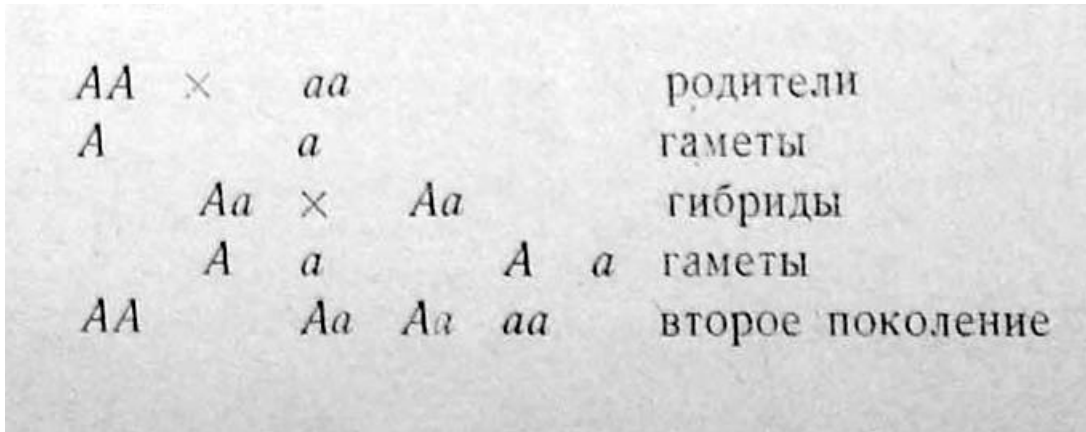 AA × aa родители
A a гаметы
Aa × Aa гибриды
A a A a гаметы
AA Aa Aa aa второе поколение